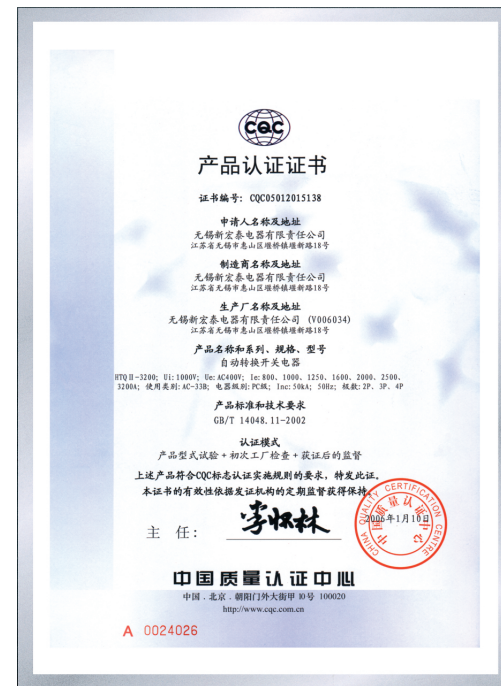 CQC
产品认证证书
证书编号: CQC05012015138
申请人名称及地址
无锡新宏泰电器有限责任公司
江苏省无锡市惠山区堰桥镇堰新路18号
制造商名称及地址
无锡新宏泰电器有限责任公司
江苏省无锡市惠山区堰桥镇堰新路18号
生产厂名称及地址
无锡新宏泰电器有限责任公司 (V006034)
江苏省无锡市惠山区堰桥镇堰新路18号
产品名称和系列、规格、型号
自动转换开关电器
HTQⅡ-3200; Ui:1000V; Ue:AC400V; Ie:800、1000、1250、1600、2000、2500、
3200A; 使用类别:AC-33B; 电器级别:PC级; Inc:50kA; 50Hz; 极数:2P、3P、4P
产品标准和技术要求
GB/T 14048.11-2002
认证模式
产品型式试验+初次工厂检查+获证后的监督
上述产品符合CQC标志认证实施规则的要求，特发此证。
本证书的有效性依据发证机构的定期监督获得保持。
主 任: 李怀林
2006年1月10日
CHINA QUALITY CERTIFICATION CENTRE
中国质量认证中心
中国质量认证中心
中国．北京．朝阳门外大街甲10号 100020
http://www.cqc.com.cn
A 0024026